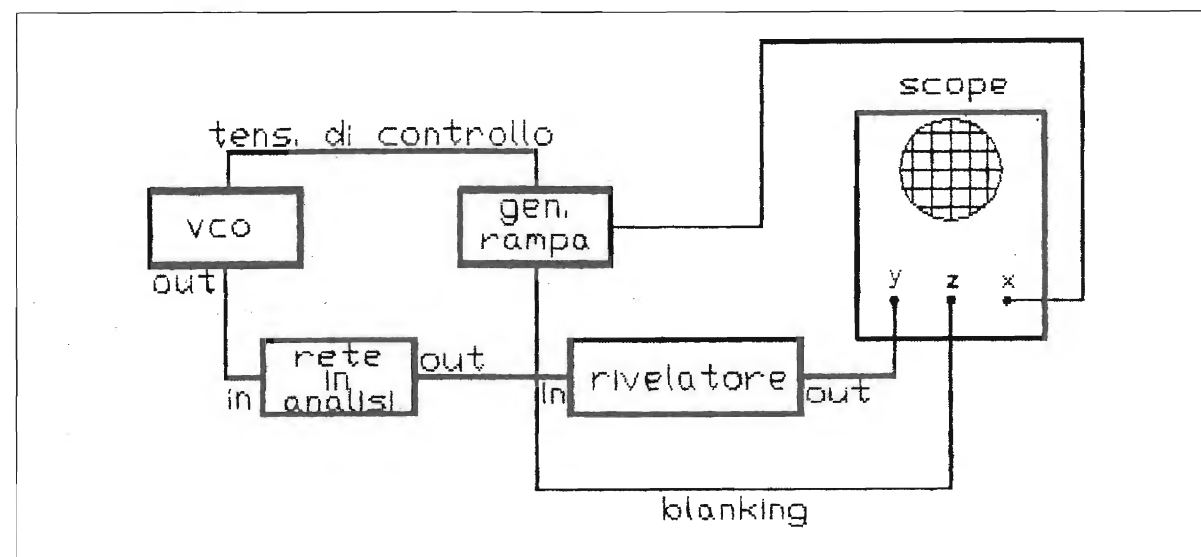 scope
tens. di controllo
vco
gen.
rampa
out
y z x
rete
in
analisi
out
in
in
rivelatore
out
blanking